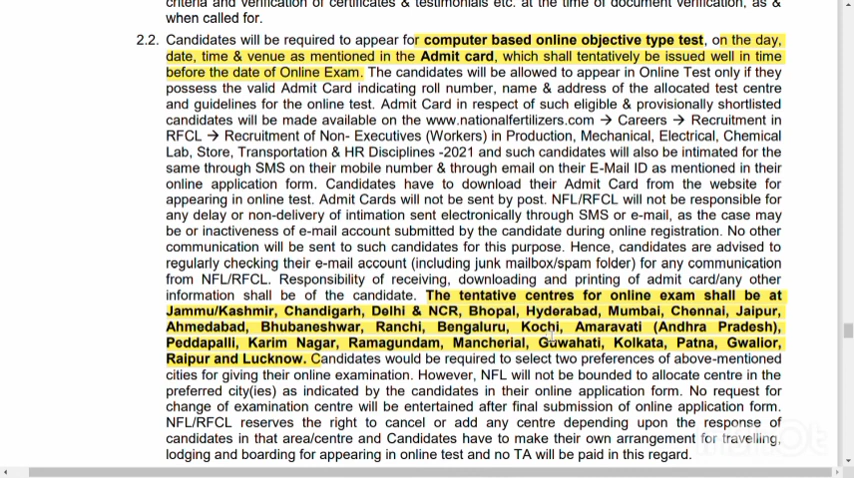 criteria and verification of certificates & testimonials etc. at the time of document verification, as &
when called for.
2.2. Candidates will be required to appear for computer based online objective type test, on the day,
date, time & venue as mentioned in the Admit card, which shall tentatively be issued well in time
before the date of Online Exam. The candidates will be allowed to appear in Online Test only if they
possess the valid Admit Card indicating roll number, name & address of the allocated test centre
and guidelines for the online test. Admit Card in respect of such eligible & provisionally shortlisted
candidates will be made available on the www.nationalfertilizers.com → Careers → Recruitment in
RFCL → Recruitment of Non- Executives (Workers) in Production, Mechanical, Electrical, Chemical
Lab, Store, Transportation & HR Disciplines -2021 and such candidates will also be intimated for the
same through SMS on their mobile number & through email on their E-Mail ID as mentioned in their
online application form. Candidates have to download their Admit Card from the website for
appearing in online test. Admit Cards will not be sent by post. NFL/RFCL will not be responsible for
any delay or non-delivery of intimation sent electronically through SMS or e-mail, as the case may
be or inactiveness of e-mail account submitted by the candidate during online registration. No other
communication will be sent to such candidates for this purpose. Hence, candidates are advised to
regularly checking their e-mail account (including junk mailbox/spam folder) for any communication
from NFL/RFCL. Responsibility of receiving, downloading and printing of admit card/any other
information shall be of the candidate. The tentative centres for online exam shall be at
Jammu/Kashmir, Chandigarh, Delhi & NCR, Bhopal, Hyderabad, Mumbai, Chennai, Jaipur,
Ahmedabad, Bhubaneshwar, Ranchi, Bengaluru, Kochi, Amaravati (Andhra Pradesh),
Peddapalli, Karim Nagar, Ramagundam, Mancherial, Guwahati, Kolkata, Patna, Gwalior,
Raipur and Lucknow. Candidates would be required to select two preferences of above-mentioned
cities for giving their online examination. However, NFL will not be bounded to allocate centre in the
preferred city(ies) as indicated by the candidates in their online application form. No request for
change of examination centre will be entertained after final submission of online application form.
NFL/RFCL reserves the right to cancel or add any centre depending upon the response of
candidates in that area/centre and Candidates have to make their own arrangement for travelling,
lodging and boarding for appearing in online test and no TA will be paid in this regard.